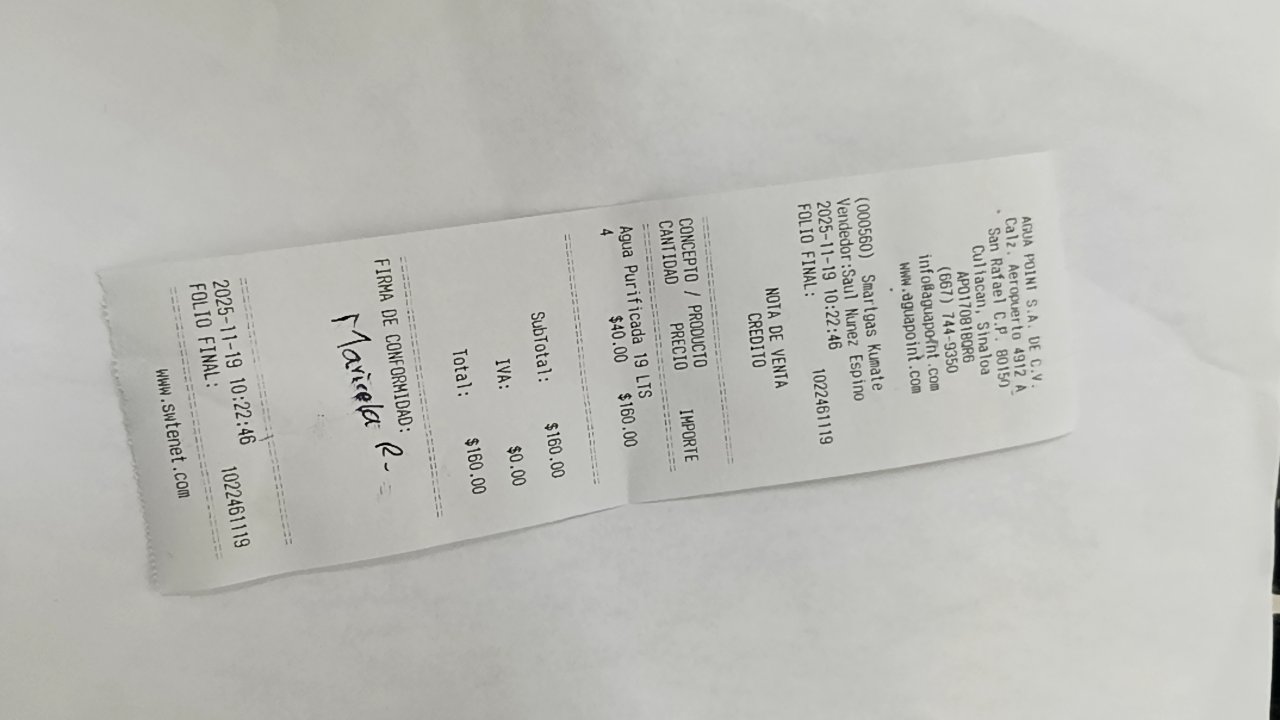 AGUA POINT S.A. DE C.V.
Calz. Aeropuerto 4912 A
San Rafael C.P. 80150
Culiacan, Sinaloa
APO170818QR6
(667) 744-9350
info@aguapoint.com
www.aguapoint.com
(000560) Smartgas Kumate
Vendedor:Saul Nunez Espino
2025-11-19 10:22:46
FOLIO FINAL: 1022461119
NOTA DE VENTA
CREDITO
CONCEPTO / PRODUCTO
CANTIDAD PRECIO IMPORTE
Agua Purificada 19 LTS
4 $40.00 $160.00
SubTotal: $160.00
IVA: $0.00
Total: $160.00
FIRMA DE CONFORMIDAD:
Maricela R-
2025-11-19 10:22:46
FOLIO FINAL: 1022461119
www.swtenet.com